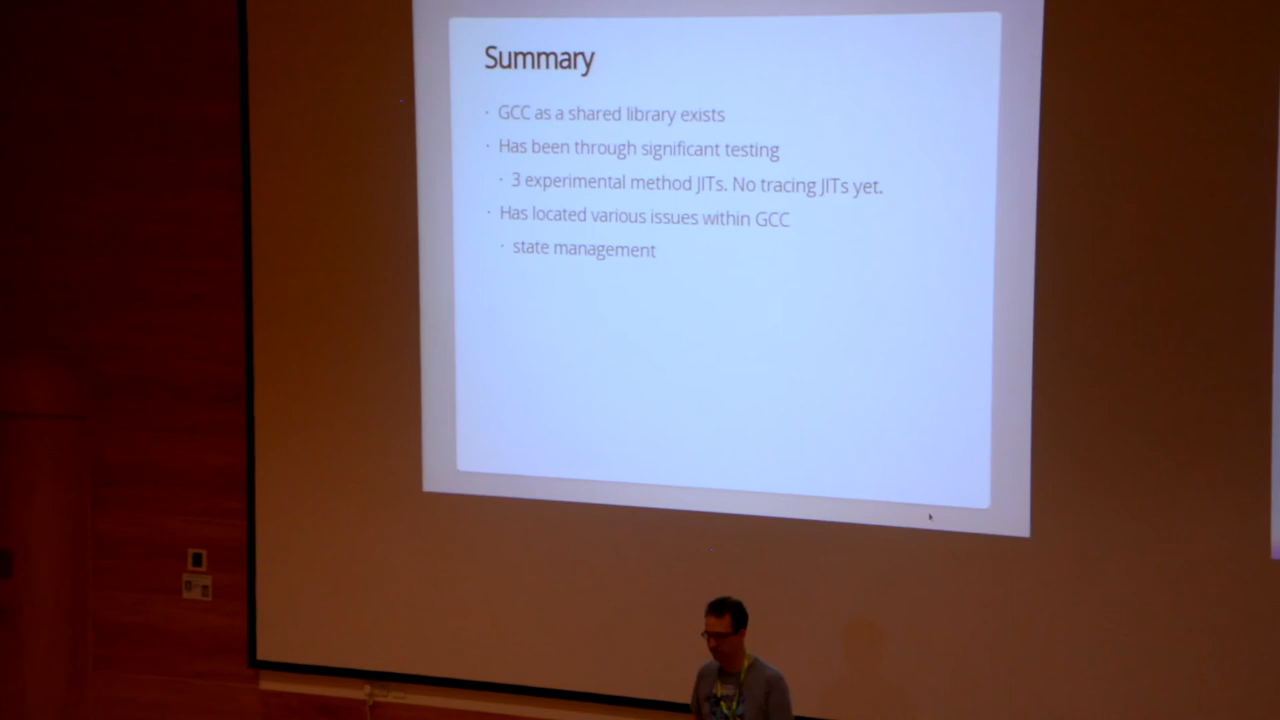 Summary
· GCC as a shared library exists
· Has been through significant testing
· 3 experimental method JITs. No tracing JITs yet.
· Has located various issues within GCC
· state management